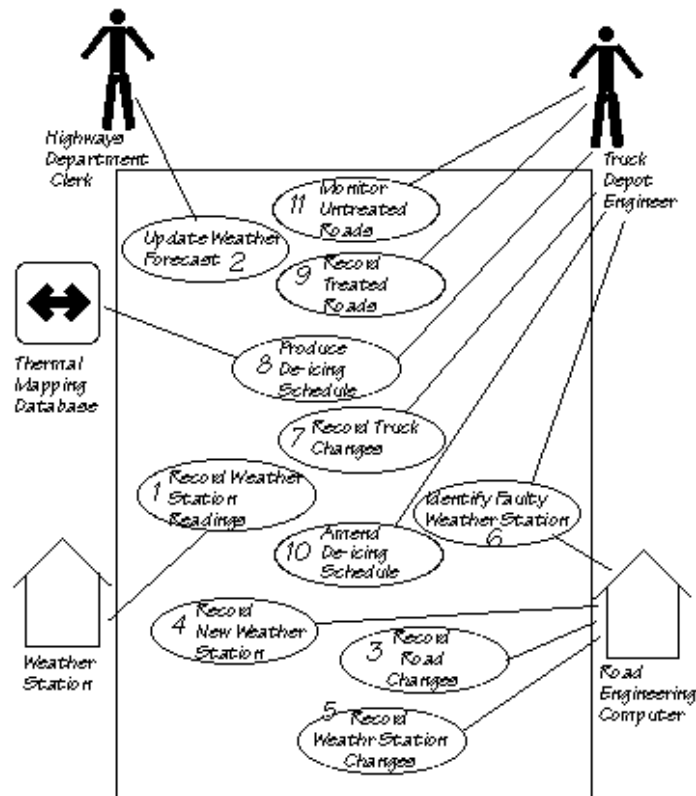 Highways
Department
Clerk
Truck
Depot
Engineer
11 Monitor
Untreated
Roads
Update Weather
Forecast 2
9 Record
Treated
Roads
Thermal
Mapping
Database
8 Produce
De-icing
Schedule
7 Record Truck
Changes
1 Record Weather
Station
Readings
Identify Faulty
Weather Station
6
10 Amend
De-icing
Schedule
4 Record
New Weather
Station
3 Record
Road
Changes
Weather
Station
Road
Engineering
Computer
5 Record
Weathr Station
Changes